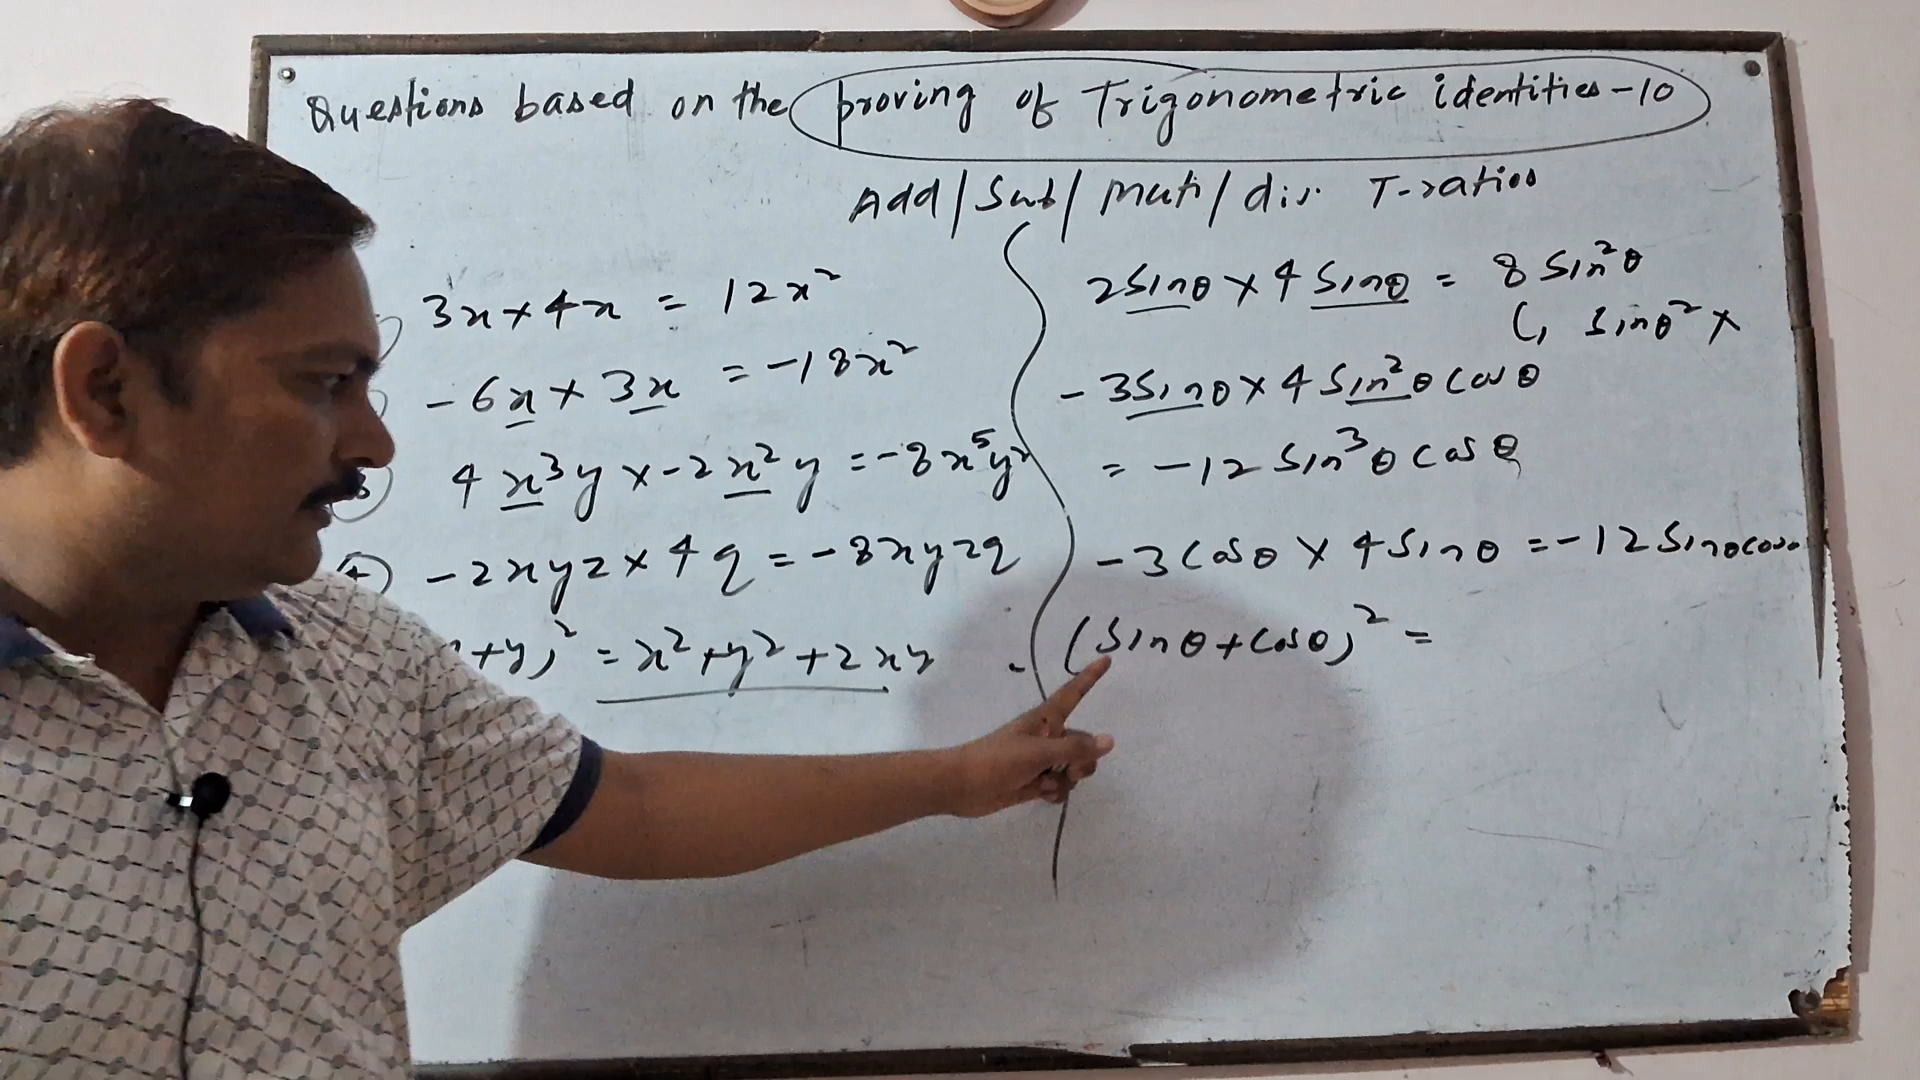 Questions based on the proving of Trigonometric identities-10
Add/Sub/Muti/div. T-ratios
3x×4x = 12x²
-6x × 3x = -18x²
4x³y×-2x²y =-8x⁵y²
-2xyz×4q=-8xyzq
+y)² =x²+y²+2xy
2sinθ×4sinθ = 8sin²θ
sinθ² ×
-3sinθ×4sin²θcosθ
= -12sin³θcosθ
-3cosθ×4sinθ=-12sinθcosθ
(sinθ+cosθ)² =